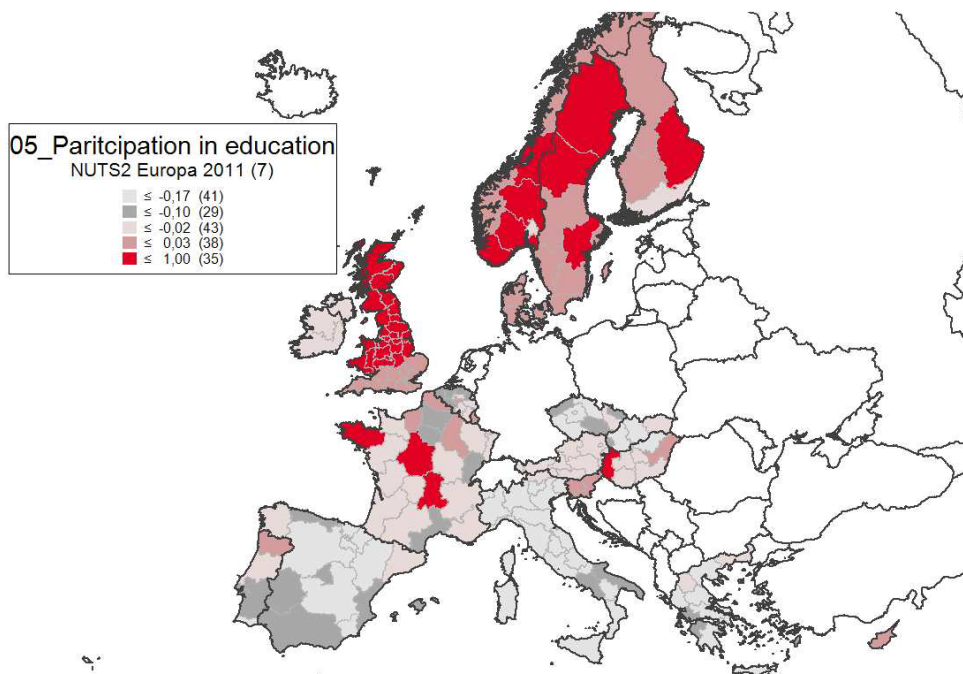 05_Paritcipation in education
NUTS2 Europa 2011 (7)
≤ -0,17 (41)
≤ -0,10 (29)
≤ -0,02 (43)
≤ 0,03 (38)
≤ 1,00 (35)